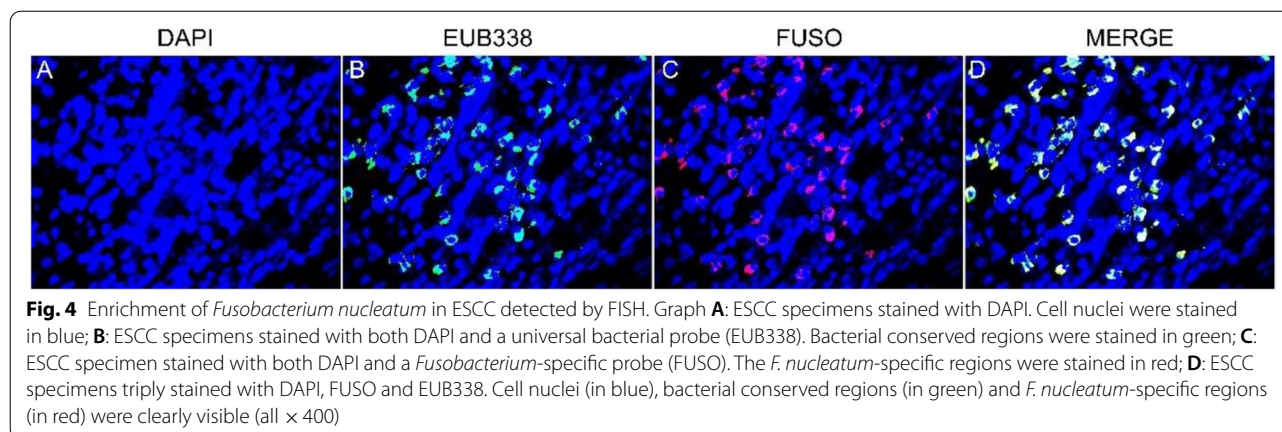 DAPI EUB338 FUSO MERGE
A B C D
Fig. 4 Enrichment of Fusobacterium nucleatum in ESCC detected by FISH. Graph A: ESCC specimens stained with DAPI. Cell nuclei were stained
in blue; B: ESCC specimens stained with both DAPI and a universal bacterial probe (EUB338). Bacterial conserved regions were stained in green; C:
ESCC specimen stained with both DAPI and a Fusobacterium-specific probe (FUSO). The F. nucleatum-specific regions were stained in red; D: ESCC
specimens triply stained with DAPI, FUSO and EUB338. Cell nuclei (in blue), bacterial conserved regions (in green) and F. nucleatum-specific regions
(in red) were clearly visible (all × 400)